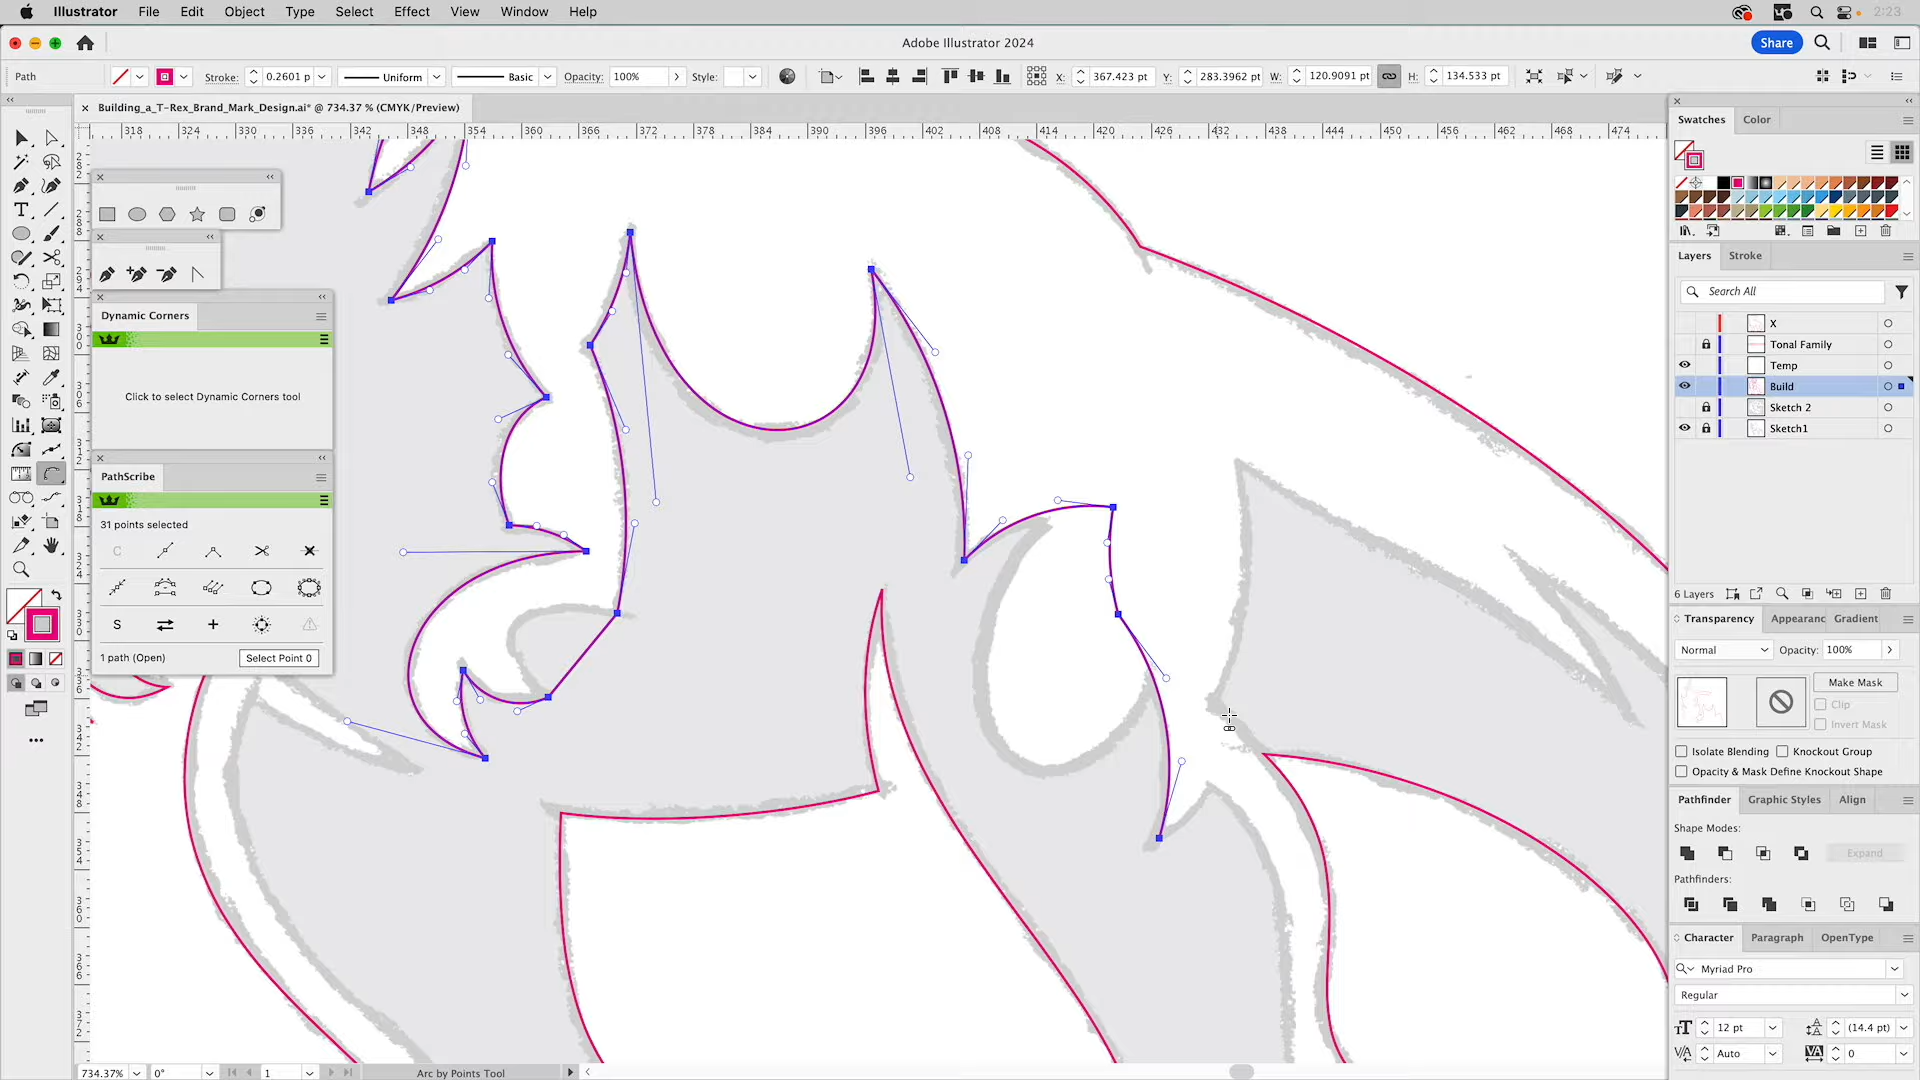 Illustrator File Edit Object Type Select Effect View Window Help 2:23
Adobe Illustrator 2024 Share
Path Stroke: 0.2601 p Uniform Basic Opacity: 100% Style: X: 367.423 pt Y: 283.3962 pt W: 120.9091 pt H: 134.533 pt
× Building_a_T-Rex_Brand_Mark_Design.ai* @ 734.37 % (CMYK/Preview)
318 324 330 336 342 348 354 360 366 372 378 384 390 396 402 408 414 420 426 432 438 444 450 456 462 468 474
Dynamic Corners
Click to select Dynamic Corners tool
PathScribe
31 points selected
C
S
1 path (Open) Select Point 0
Swatches Color
Layers Stroke
Search All
X
Tonal Family
Temp
Build
Sketch 2
Sketch1
6 Layers
Transparency Appearanc Gradient
Normal Opacity: 100%
Make Mask
Clip
Invert Mask
Isolate Blending Knockout Group
Opacity & Mask Define Knockout Shape
Pathfinder Graphic Styles Align
Shape Modes:
Expand
Pathfinders:
Character Paragraph OpenType
Myriad Pro
Regular
12 pt (14.4 pt)
Auto 0
734.37% 0° 1 Arc by Points Tool